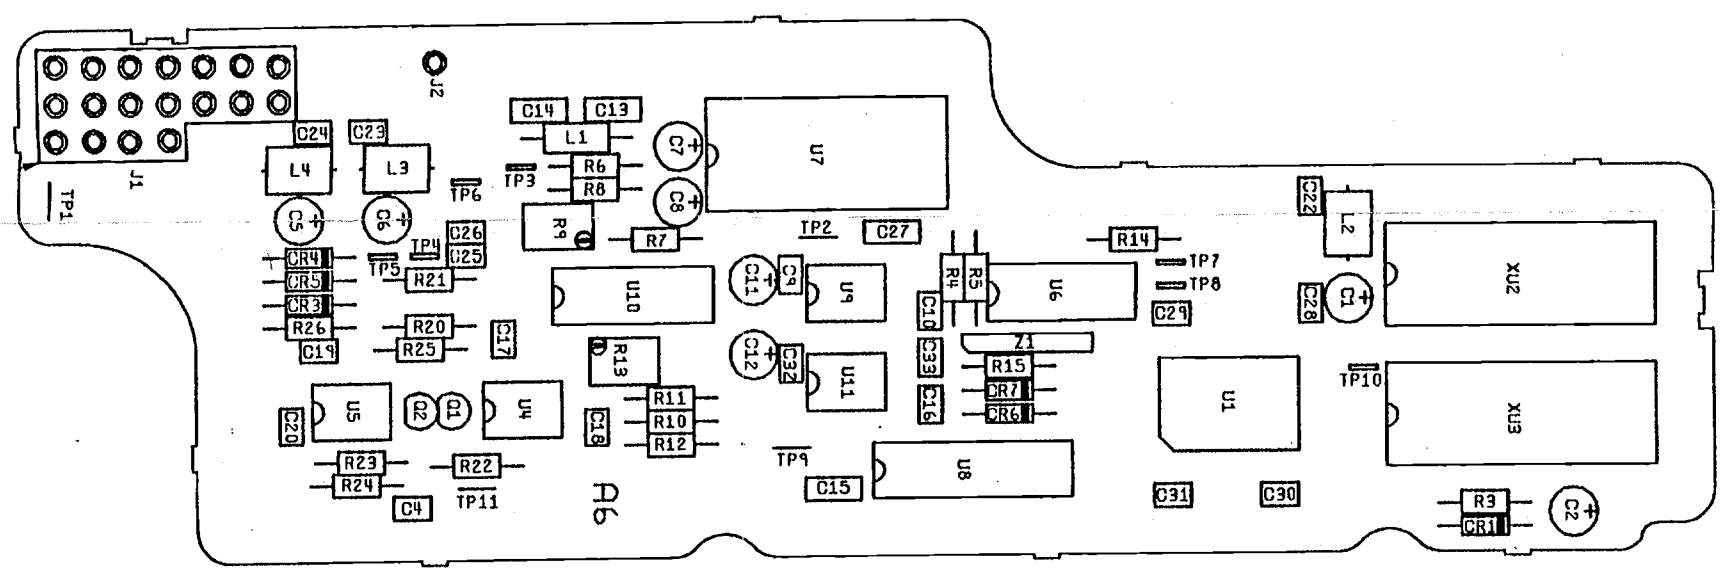 J2
C14
C13
C24
C23
L1
C7
U7
R6
L4
L3
TP3
J1
TP6
R8
TP1
C22
C8
C5
C6
L2
C26
R9
R7
TP2
C27
R14
TP4
CR4
C25
TP5
TP7
CR5
R21
C11
C9
R4
R5
XU2
TP8
U10
U9
U6
C28
C1
CR3
C10
C29
R26
R20
C17
Z1
C19
R25
R13
C12
C32
C33
R15
TP10
U11
CR7
R11
U1
U5
Q2
Q1
U4
C16
CR6
XU3
C20
C18
R10
R12
R23
R22
TP9
U8
R24
C15
C31
C30
TP11
R3
C4
A6
C2
CR1